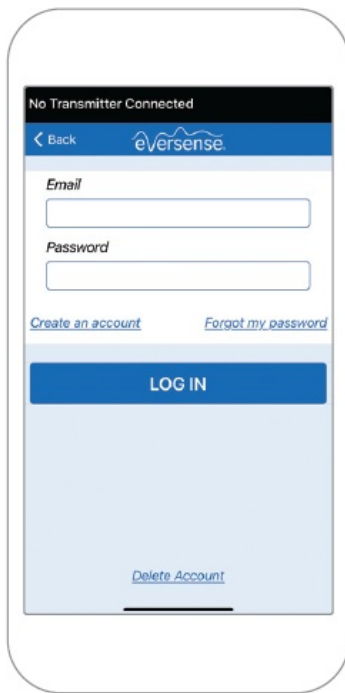 No Transmitter Connected
Back eversense.
Email
Password
Create an account Forgot my password
LOG IN
Delete Account